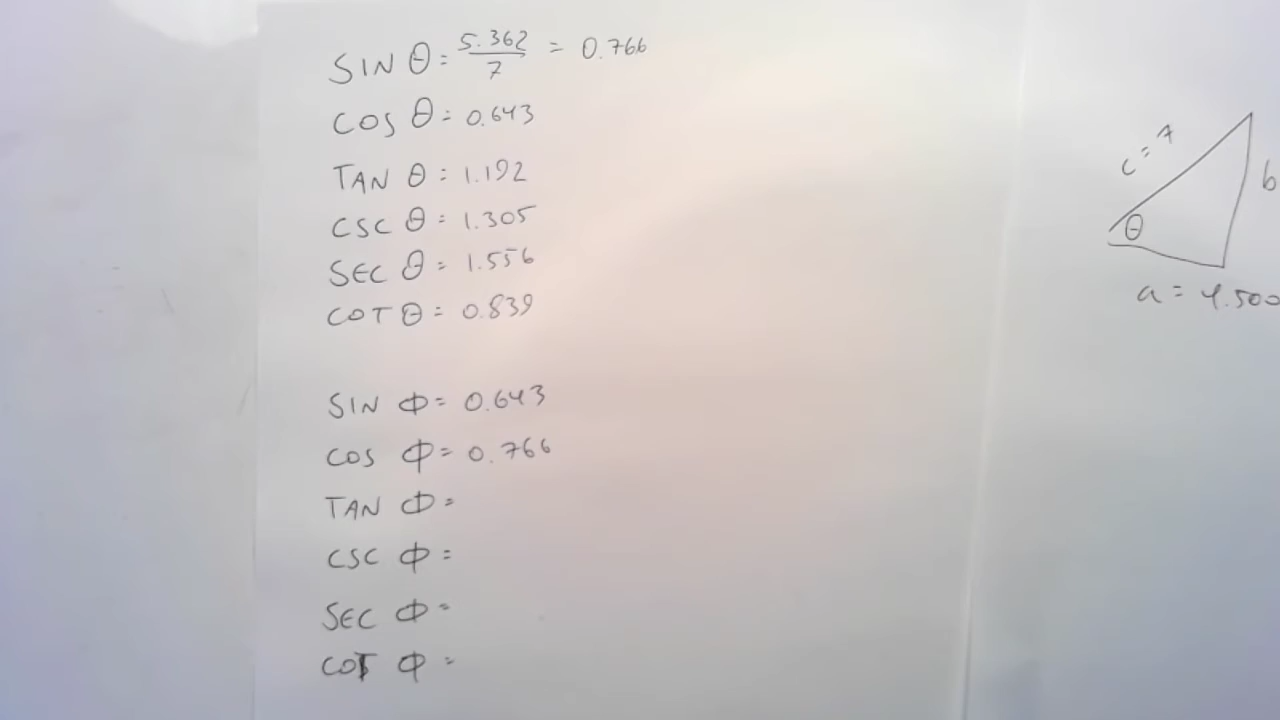 SIN θ = 5.362/7 = 0.766
COS θ = 0.643
TAN θ = 1.192
CSC θ = 1.305
SEC θ = 1.556
COT θ = 0.839
SIN Φ = 0.643
COS Φ = 0.766
TAN Φ =
CSC Φ =
SEC Φ =
COT Φ =
c = 7
b
θ
a = 4.500